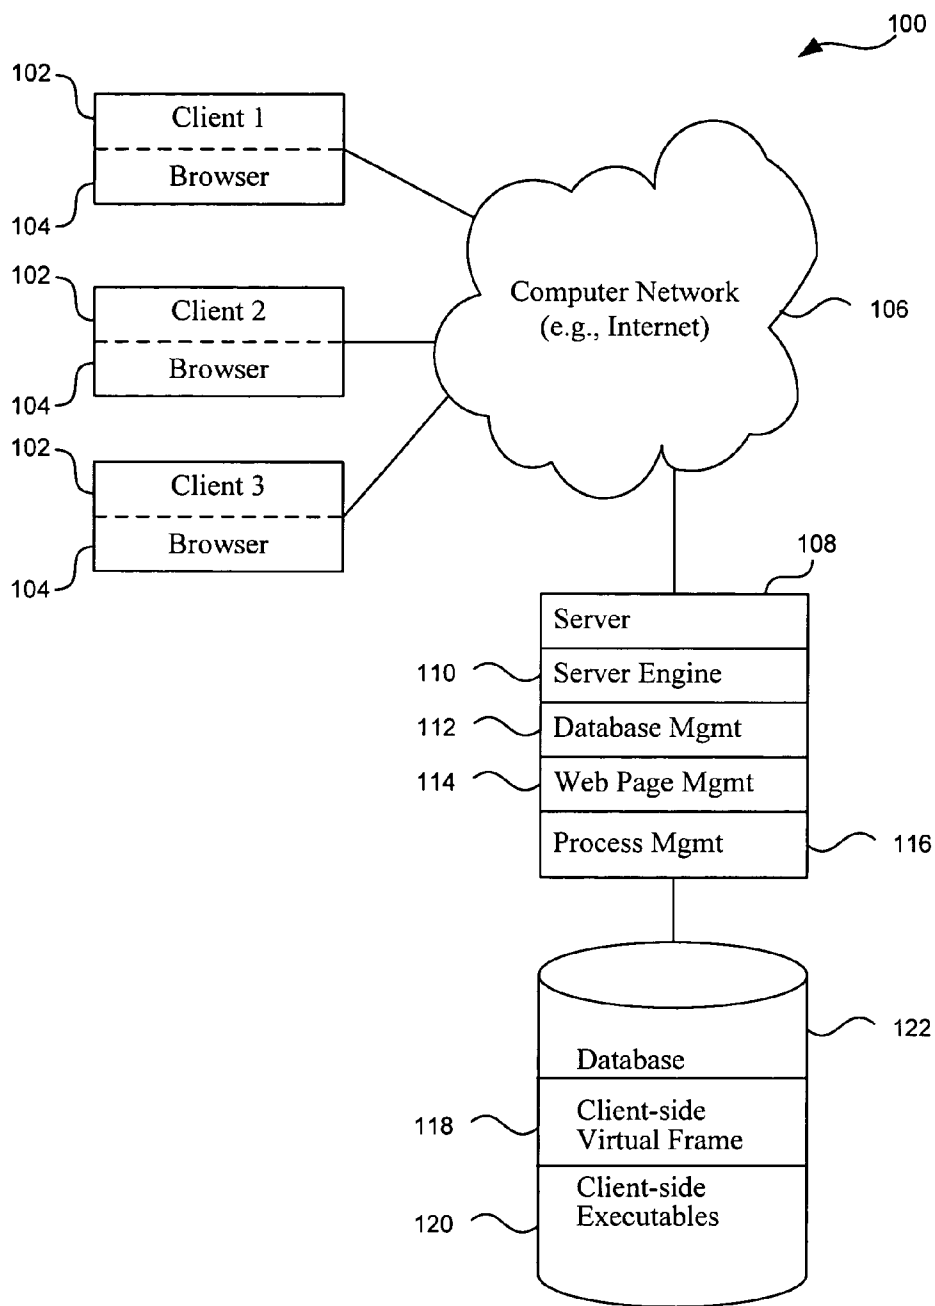 100
102
Client 1
Browser
104
102
Client 2
Browser
104
102
Client 3
Browser
104
Computer Network
(e.g., Internet)
106
108
Server
110
Server Engine
112
Database Mgmt
114
Web Page Mgmt
Process Mgmt
116
122
Database
118
Client-side
Virtual Frame
120
Client-side
Executables